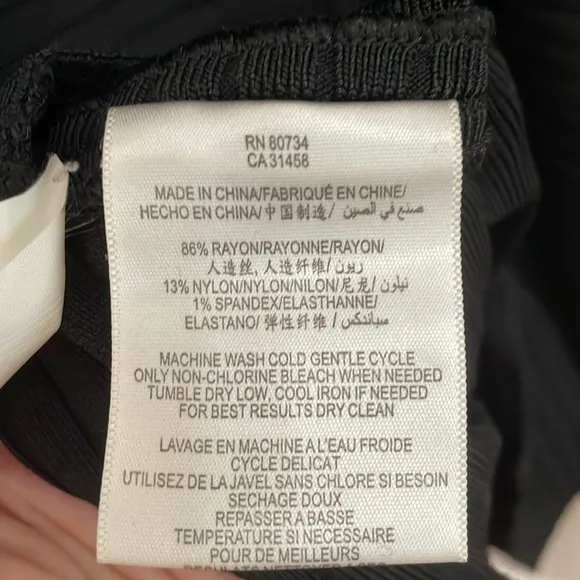 RN 80734
CA 31458
MADE IN CHINA/FABRIQUÉ EN CHINE/
HECHO EN CHINA/中国制造/ صنع في الصين
86% RAYON/RAYONNE/RAYON/
人造丝, 人造纤维/ ريون/
13% NYLON/NYLON/NILON/尼龙/ نيلون/
1% SPANDEX/ELASTHANNE/
ELASTANO/ 弹性纤维/ سباندكس/
MACHINE WASH COLD GENTLE CYCLE
ONLY NON-CHLORINE BLEACH WHEN NEEDED
TUMBLE DRY LOW, COOL IRON IF NEEDED
FOR BEST RESULTS DRY CLEAN
LAVAGE EN MACHINE A L'EAU FROIDE
CYCLE DELICAT
UTILISEZ DE LA JAVEL SANS CHLORE SI BESOIN
SECHAGE DOUX
REPASSER A BASSE
TEMPERATURE SI NECESSAIRE
POUR DE MEILLEURS